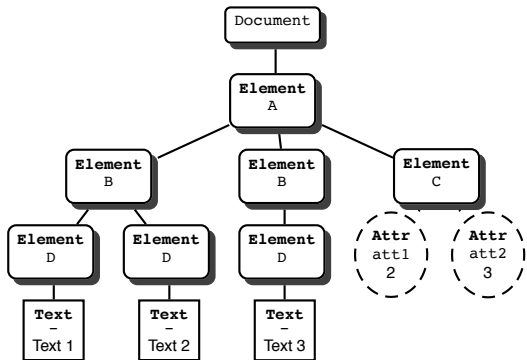 Document
Element
A
Element
B
Element
B
Element
C
Element
D
Element
D
Element
D
Attr
att1
2
Attr
att2
3
Text
–
Text 1
Text
–
Text 2
Text
–
Text 3